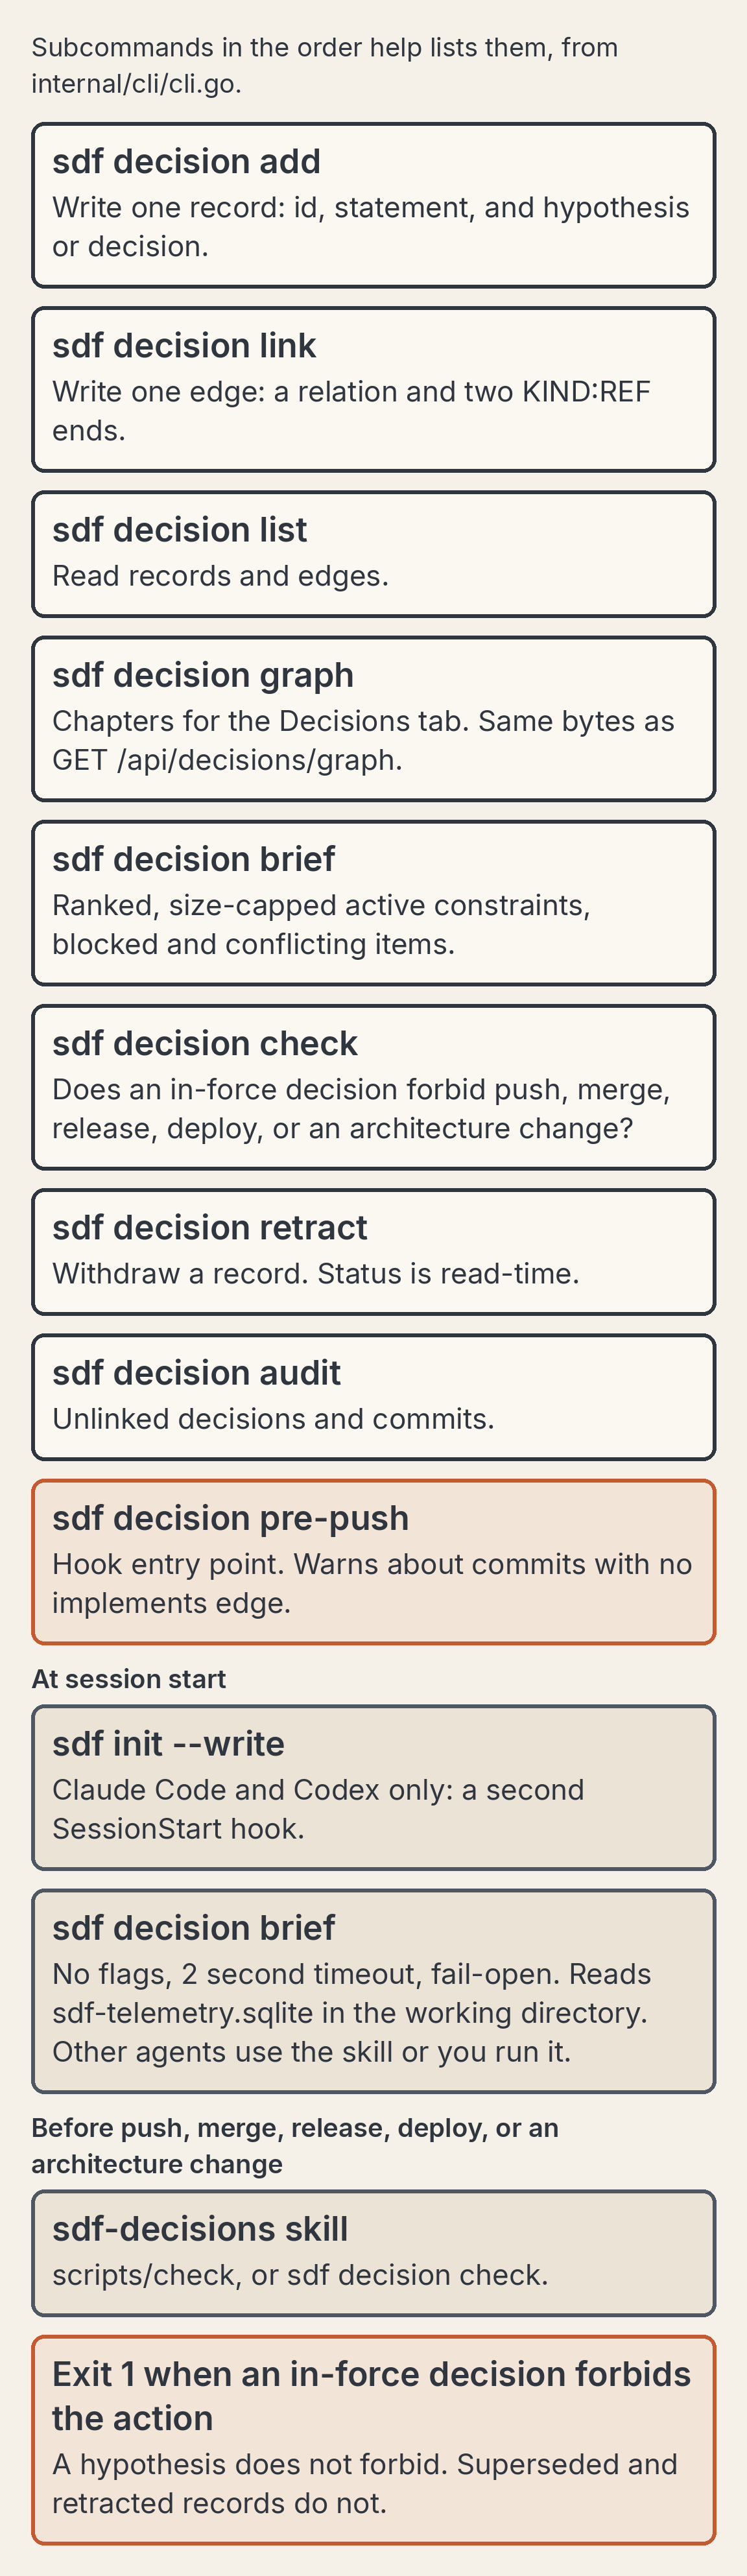 Subcommands in the order help lists them, from
internal/cli/cli.go.
sdf decision add
Write one record: id, statement, and hypothesis
or decision.
sdf decision link
Write one edge: a relation and two KIND:REF
ends.
sdf decision list
Read records and edges.
sdf decision graph
Chapters for the Decisions tab. Same bytes as
GET /api/decisions/graph.
sdf decision brief
Ranked, size-capped active constraints,
blocked and conflicting items.
sdf decision check
Does an in-force decision forbid push, merge,
release, deploy, or an architecture change?
sdf decision retract
Withdraw a record. Status is read-time.
sdf decision audit
Unlinked decisions and commits.
sdf decision pre-push
Hook entry point. Warns about commits with no
implements edge.
At session start
sdf init --write
Claude Code and Codex only: a second
SessionStart hook.
sdf decision brief
No flags, 2 second timeout, fail-open. Reads
sdf-telemetry.sqlite in the working directory.
Other agents use the skill or you run it.
Before push, merge, release, deploy, or an
architecture change
sdf-decisions skill
scripts/check, or sdf decision check.
Exit 1 when an in-force decision forbids
the action
A hypothesis does not forbid. Superseded and
retracted records do not.